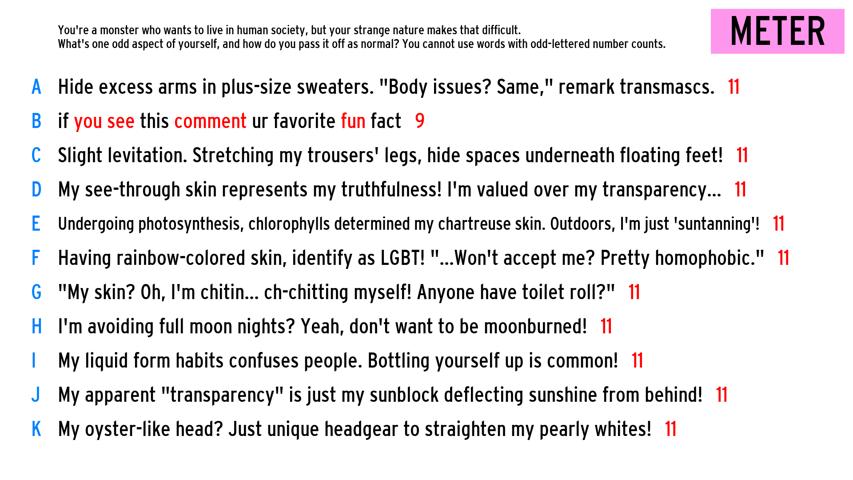 You're a monster who wants to live in human society, but your strange nature makes that difficult.
What's one odd aspect of yourself, and how do you pass it off as normal? You cannot use words with odd-lettered number counts.
METER
A Hide excess arms in plus-size sweaters. "Body issues? Same," remark transmascs. 11
B if you see this comment ur favorite fun fact 9
C Slight levitation. Stretching my trousers' legs, hide spaces underneath floating feet! 11
D My see-through skin represents my truthfulness! I'm valued over my transparency... 11
E Undergoing photosynthesis, chlorophylls determined my chartreuse skin. Outdoors, I'm just 'suntanning'! 11
F Having rainbow-colored skin, identify as LGBT! "...Won't accept me? Pretty homophobic." 11
G "My skin? Oh, I'm chitin... ch-chitting myself! Anyone have toilet roll?" 11
H I'm avoiding full moon nights? Yeah, don't want to be moonburned! 11
I My liquid form habits confuses people. Bottling yourself up is common! 11
J My apparent "transparency" is just my sunblock deflecting sunshine from behind! 11
K My oyster-like head? Just unique headgear to straighten my pearly whites! 11